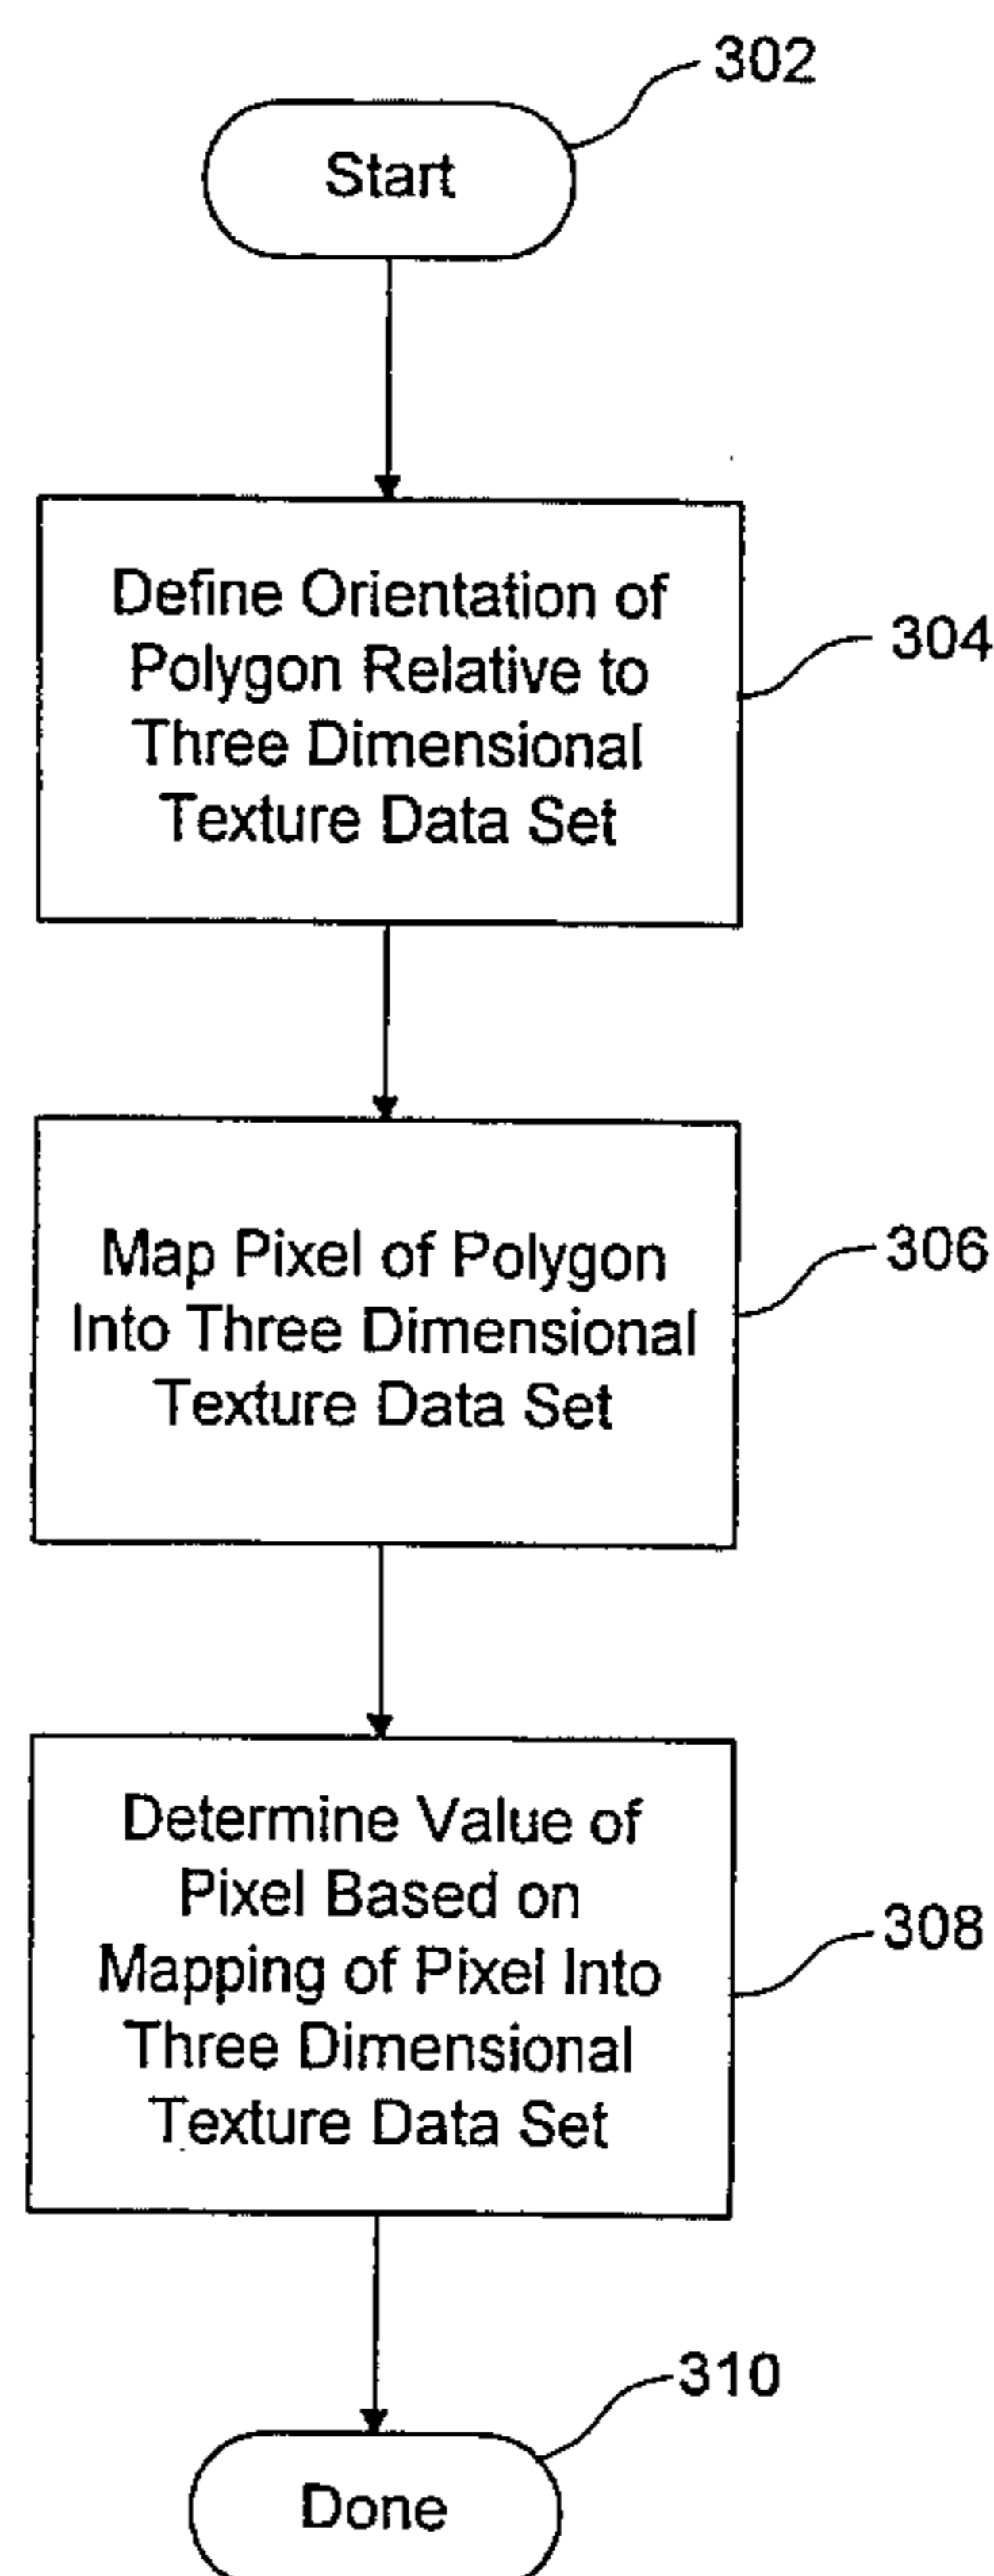 302
Start
Define Orientation of
Polygon Relative to
Three Dimensional
Texture Data Set
304
Map Pixel of Polygon
Into Three Dimensional
Texture Data Set
306
Determine Value of
Pixel Based on
Mapping of Pixel Into
Three Dimensional
Texture Data Set
308
310
Done